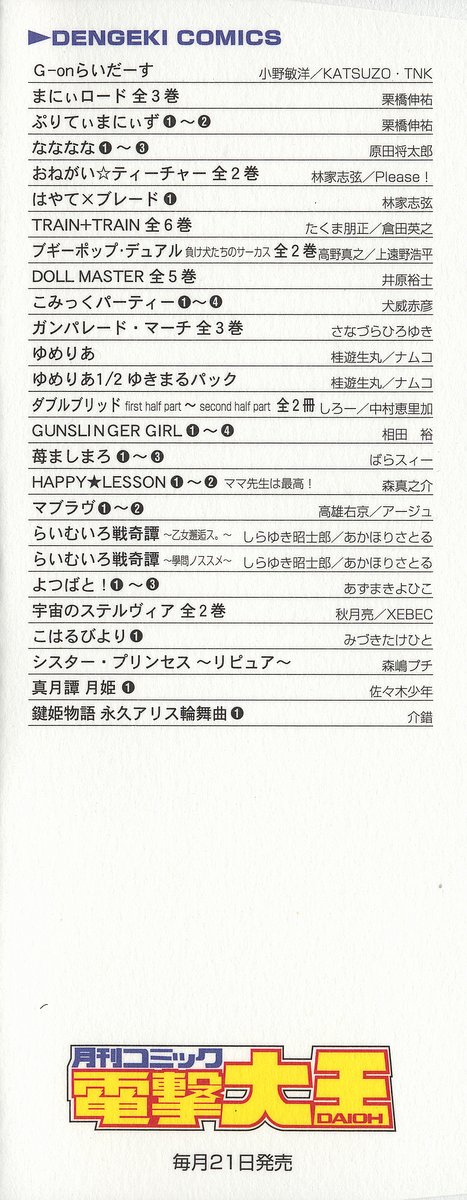 ▶DENGEKI COMICS
G-onらいだーす 小野敏洋／KATSUZO・TNK
まにぃロード 全3巻 栗橋伸祐
ぷりてぃまにぃず❶～❷ 栗橋伸祐
なななな❶～❸ 原田将太郎
おねがい☆ティーチャー 全2巻 林家志弦／Please！
はやて×ブレード❶ 林家志弦
TRAIN+TRAIN 全6巻 たくま朋正／倉田英之
ブギーポップ・デュアル 負け犬たちのサーカス 全2巻 高野真之／上遠野浩平
DOLL MASTER 全5巻 井原裕士
こみっくパーティー❶～❹ 犬威赤彦
ガンパレード・マーチ 全3巻 さなづらひろゆき
ゆめりあ 桂遊生丸／ナムコ
ゆめりあ1/2 ゆきまるパック 桂遊生丸／ナムコ
ダブルブリッド first half part ～ second half part 全2冊 しろー／中村恵里加
GUNSLINGER GIRL❶～❹ 相田 裕
苺ましまろ❶～❸ ばらスィー
HAPPY★LESSON❶～❷ ママ先生は最高！ 森真之介
マブラヴ❶～❷ 高雄右京／アージュ
らいむいろ戦奇譚 ～乙女邂逅ス。～ しらゆき昭士郎／あかほりさとる
らいむいろ戦奇譚 ～學問ノススメ～ しらゆき昭士郎／あかほりさとる
よつばと！❶～❸ あずまきよひこ
宇宙のステルヴィア 全2巻 秋月亮／XEBEC
こはるびより❶ みづきたけひと
シスター・プリンセス ～リピュア～ 森嶋プチ
真月譚 月姫❶ 佐々木少年
鍵姫物語 永久アリス輪舞曲❶ 介錯
月刊コミック
電撃大王
DAIOH
毎月21日発売